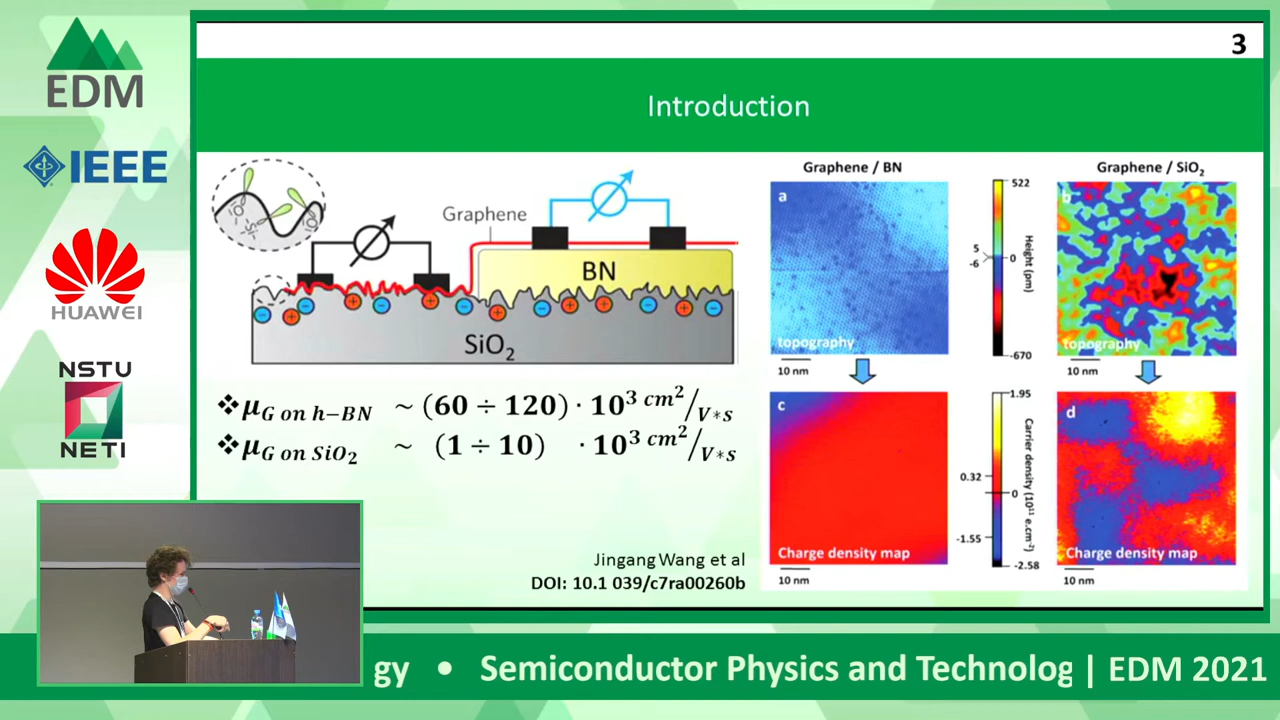 EDM
IEEE
HUAWEI
NSTU
NETI
3
Introduction
Graphene
BN
SiO₂
❖μ G on h−BN ~ (60 ÷ 120) · 10³ cm²/V∗s
❖μ G on SiO₂ ~ (1 ÷ 10) · 10³ cm²/V∗s
Jingang Wang et al
DOI: 10.1 039/c7ra00260b
Graphene / BN
a
topography
10 nm
522
5
-6
0
-670
Height (pm)
Graphene / SiO₂
b
topography
10 nm
c
Charge density map
10 nm
1.95
0.32
0
-1.55
-2.58
Carrier density (10¹¹ e.cm⁻²)
d
Charge density map
10 nm
gy • Semiconductor Physics and Technolog | EDM 2021